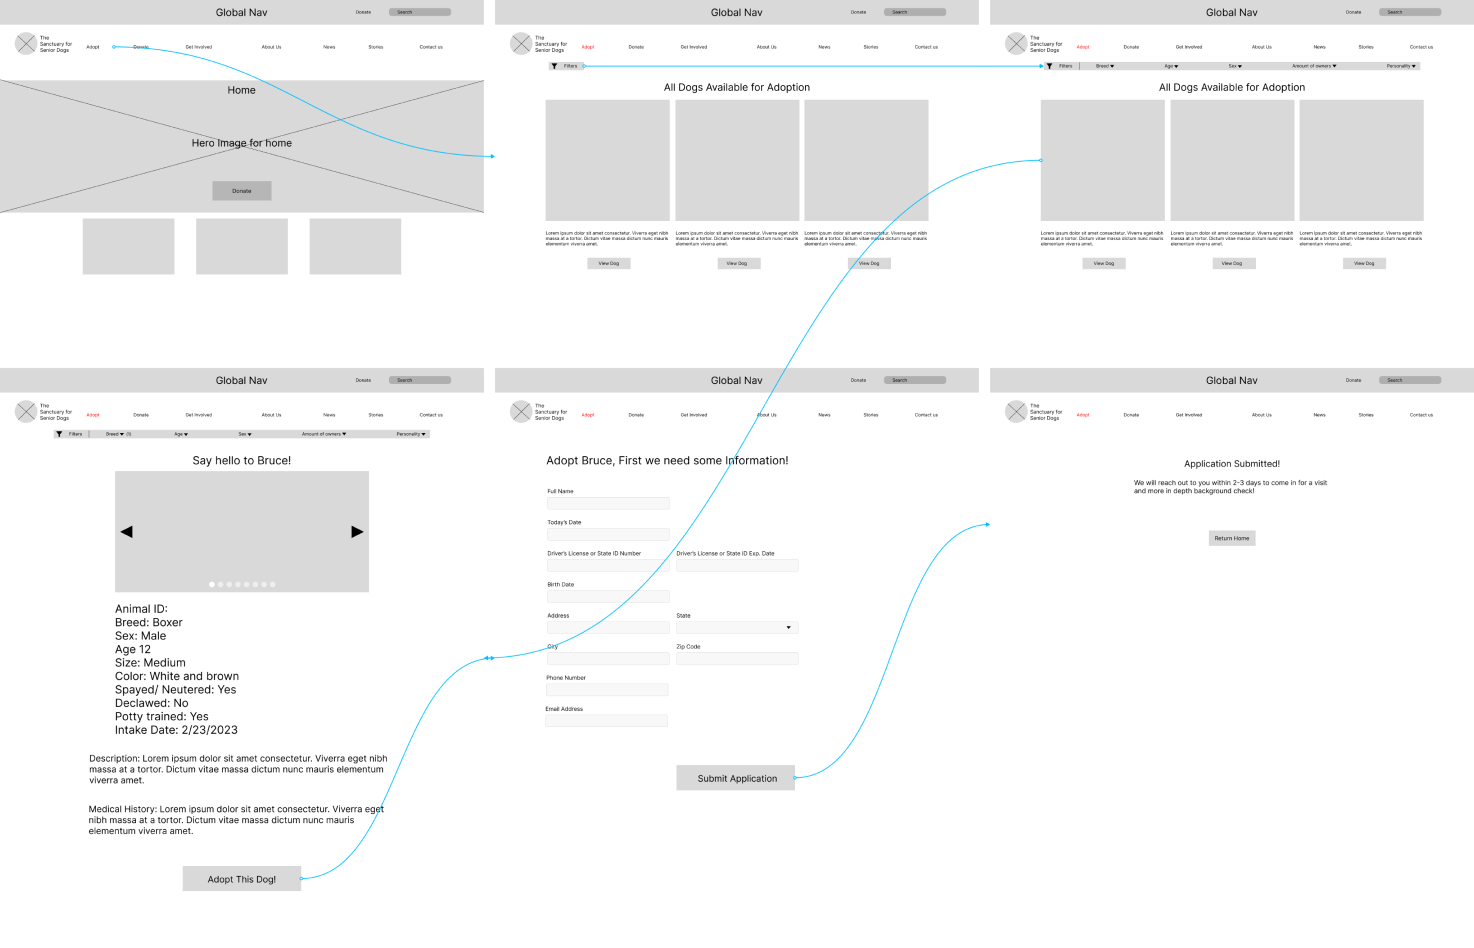 Global Nav
Donate
Search
The
Sanctuary for
Senior Dogs
Adopt
Donate
Get Involved
About Us
News
Stories
Contact us
Home
Hero Image for home
Donate
Global Nav
Donate
Search
The
Sanctuary for
Senior Dogs
Adopt
Donate
Get Involved
About Us
News
Stories
Contact us
Filters
All Dogs Available for Adoption
Lorem ipsum dolor sit amet consectetur. Viverra eget nibh
massa at a tortor. Dictum vitae massa dictum nunc mauris
elementum viverra amet.
View Dog
Lorem ipsum dolor sit amet consectetur. Viverra eget nibh
massa at a tortor. Dictum vitae massa dictum nunc mauris
elementum viverra amet.
View Dog
Lorem ipsum dolor sit amet consectetur. Viverra eget nibh
massa at a tortor. Dictum vitae massa dictum nunc mauris
elementum viverra amet.
View Dog
Global Nav
Donate
Search
The
Sanctuary for
Senior Dogs
Adopt
Donate
Get Involved
About Us
News
Stories
Contact us
Filters
Breed
Age
Sex
Amount of owners
Personality
All Dogs Available for Adoption
Lorem ipsum dolor sit amet consectetur. Viverra eget nibh
massa at a tortor. Dictum vitae massa dictum nunc mauris
elementum viverra amet.
View Dog
Lorem ipsum dolor sit amet consectetur. Viverra eget nibh
massa at a tortor. Dictum vitae massa dictum nunc mauris
elementum viverra amet.
View Dog
Lorem ipsum dolor sit amet consectetur. Viverra eget nibh
massa at a tortor. Dictum vitae massa dictum nunc mauris
elementum viverra amet.
View Dog
Global Nav
Donate
Search
The
Sanctuary for
Senior Dogs
Adopt
Donate
Get Involved
About Us
News
Stories
Contact us
Filters
Breed (1)
Age
Sex
Amount of owners
Personality
Say hello to Bruce!
Animal ID:
Breed: Boxer
Sex: Male
Age 12
Size: Medium
Color: White and brown
Spayed/ Neutered: Yes
Declawed: No
Potty trained: Yes
Intake Date: 2/23/2023
Description: Lorem ipsum dolor sit amet consectetur. Viverra eget nibh
massa at a tortor. Dictum vitae massa dictum nunc mauris elementum
viverra amet.
Medical History: Lorem ipsum dolor sit amet consectetur. Viverra eget
nibh massa at a tortor. Dictum vitae massa dictum nunc mauris
elementum viverra amet.
Adopt This Dog!
Global Nav
Donate
Search
The
Sanctuary for
Senior Dogs
Adopt
Donate
Get Involved
About Us
News
Stories
Contact us
Adopt Bruce, First we need some Information!
Full Name
Today's Date
Driver's License or State ID Number
Driver's License or State ID Exp. Date
Birth Date
Address
State
City
Zip Code
Phone Number
Email Address
Submit Application
Global Nav
Donate
Search
The
Sanctuary for
Senior Dogs
Adopt
Donate
Get Involved
About Us
News
Stories
Contact us
Application Submitted!
We will reach out to you within 2-3 days to come in for a visit
and more in depth background check!
Return Home